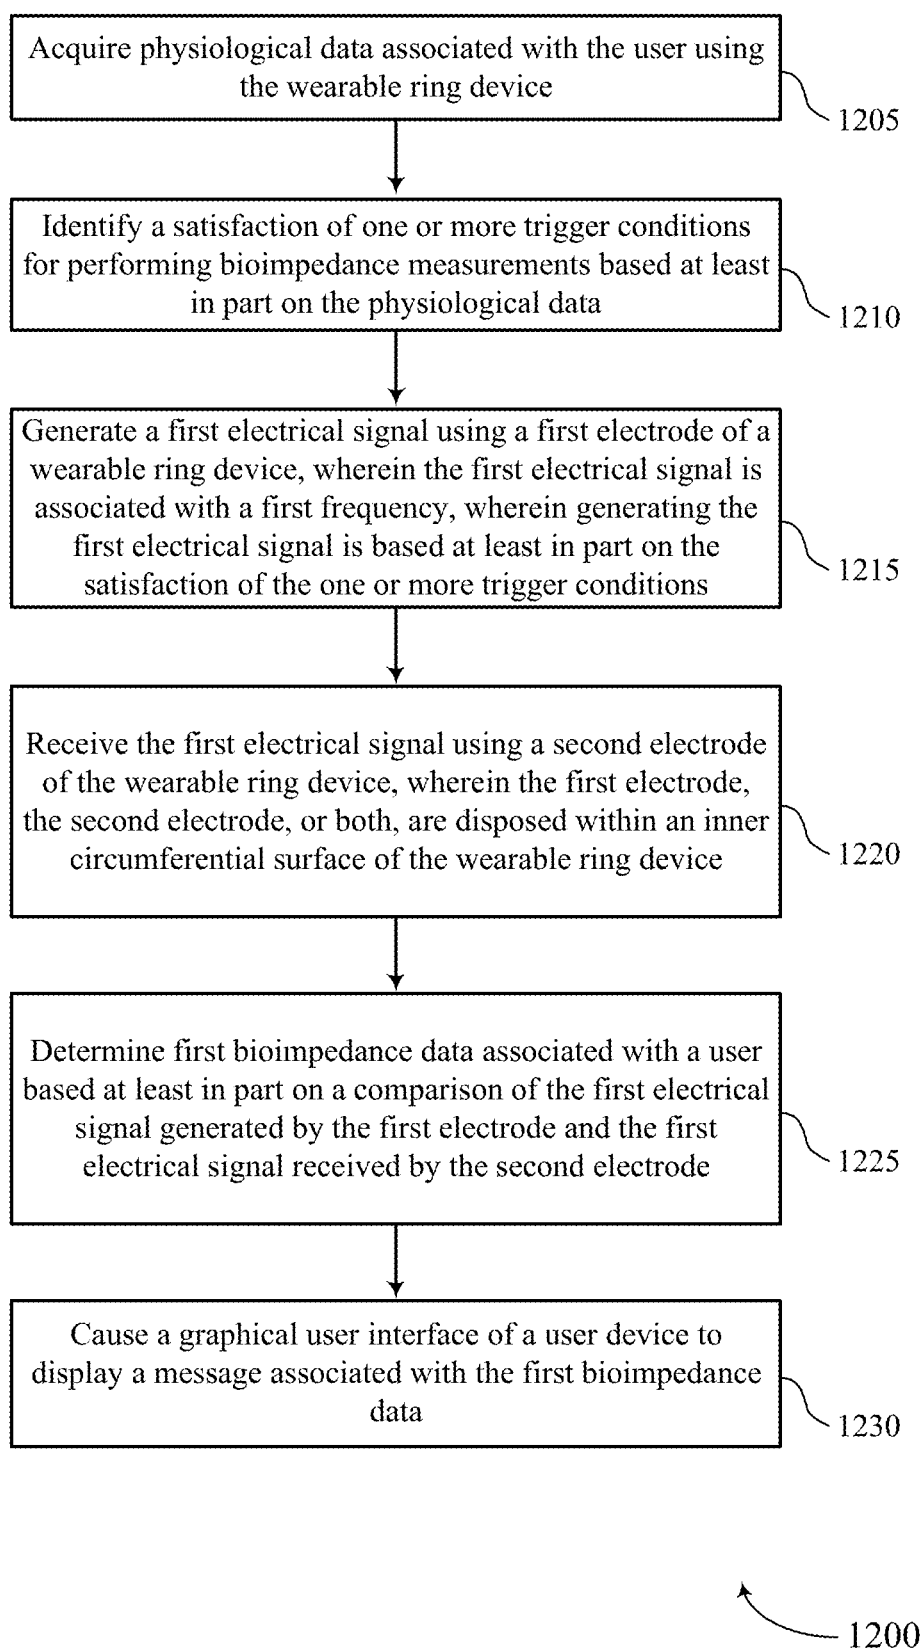 Acquire physiological data associated with the user using
the wearable ring device
1205
Identify a satisfaction of one or more trigger conditions
for performing bioimpedance measurements based at least
in part on the physiological data
1210
Generate a first electrical signal using a first electrode of a
wearable ring device, wherein the first electrical signal is
associated with a first frequency, wherein generating the
first electrical signal is based at least in part on the
satisfaction of the one or more trigger conditions
1215
Receive the first electrical signal using a second electrode
of the wearable ring device, wherein the first electrode,
the second electrode, or both, are disposed within an inner
circumferential surface of the wearable ring device
1220
Determine first bioimpedance data associated with a user
based at least in part on a comparison of the first electrical
signal generated by the first electrode and the first
electrical signal received by the second electrode
1225
Cause a graphical user interface of a user device to
display a message associated with the first bioimpedance
data
1230
1200